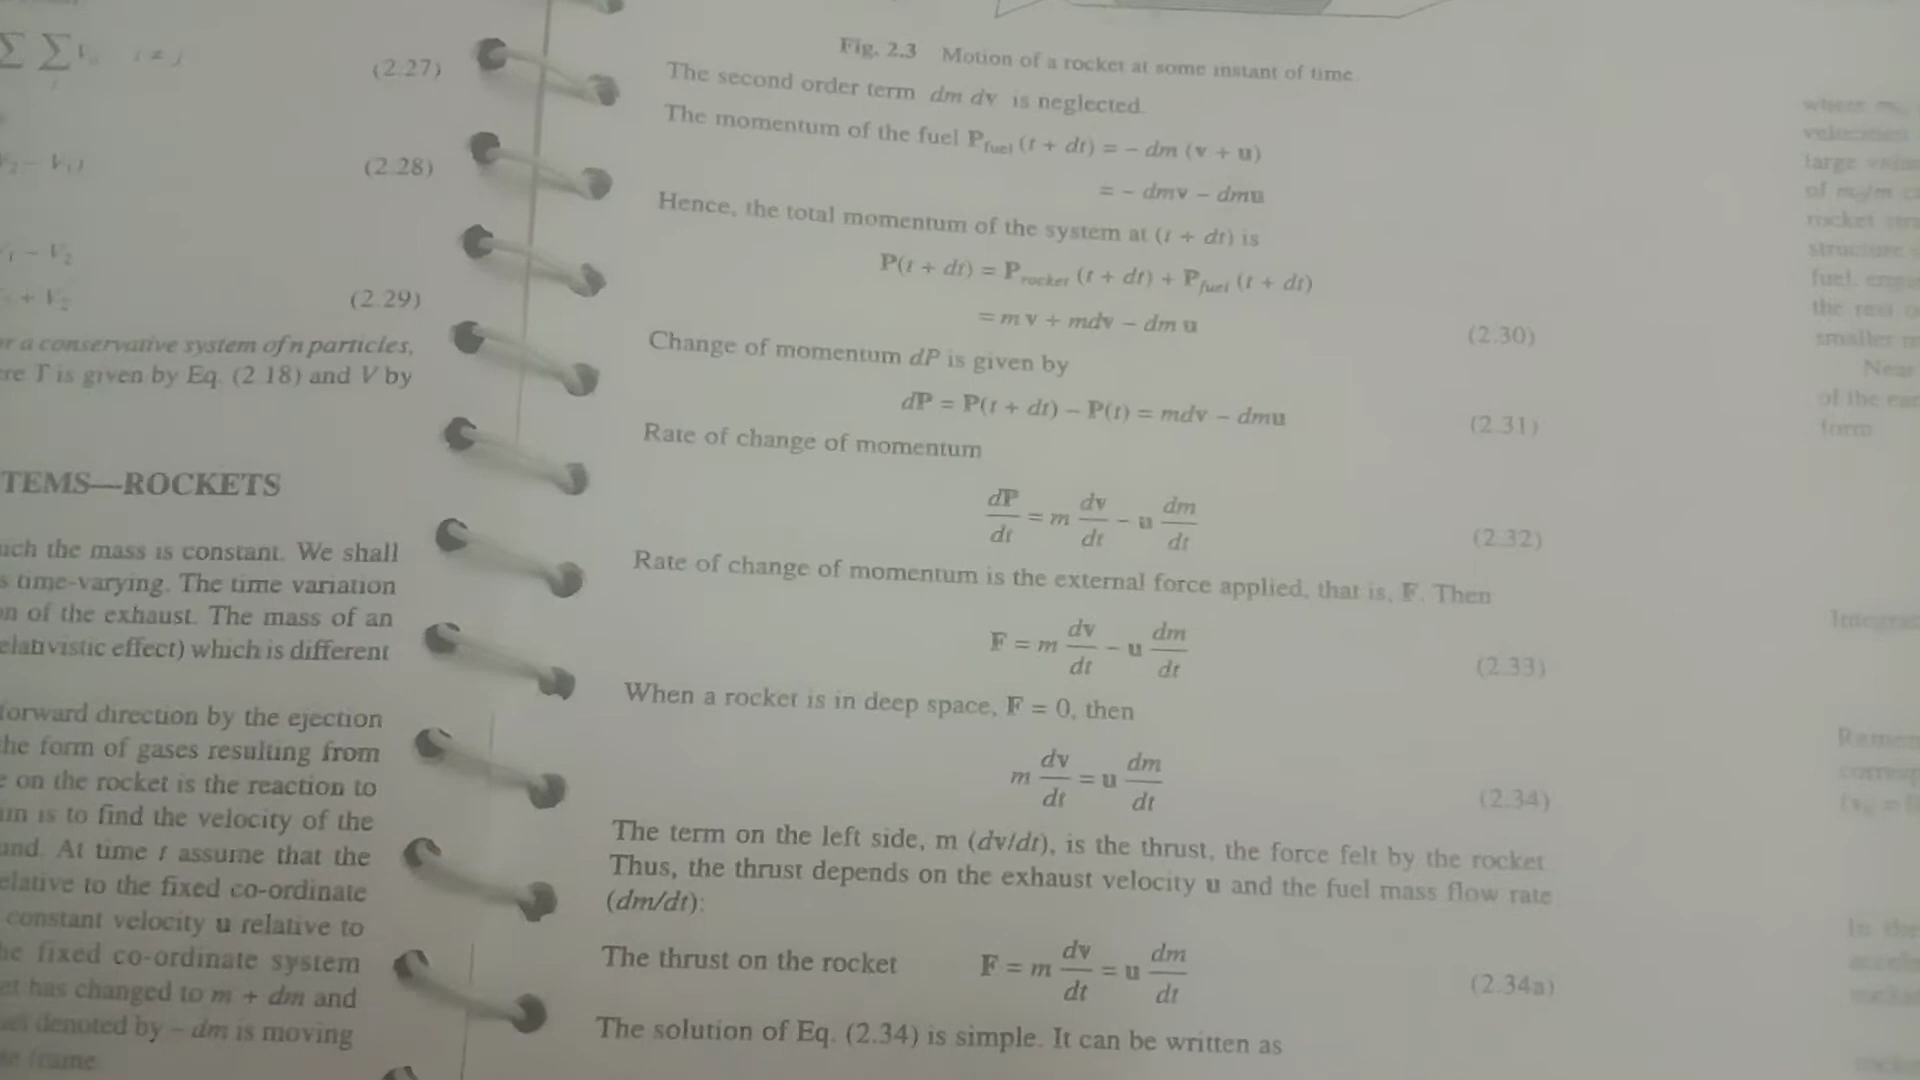 (2.27)
(2.28)
(2.29)
or a conservative system of n particles,
T is given by Eq. (2 18) and V by
TEMS—ROCKETS
the mass is constant. We shall
time-varying. The time variation
of the exhaust. The mass of an
effect) which is different
forward direction by the ejection
the form of gases resulting from
on the rocket is the reaction to
is to find the velocity of the
At time t assume that the
relative to the fixed co-ordinate
constant velocity u relative to
fixed co-ordinate system
has changed to m + dm and
denoted by – dm is moving
Fig. 2.3 Motion of a rocket at some instant of time
The second order term dm dv is neglected.
The momentum of the fuel P_fuel (t + dt) = – dm (v + u)
= – dmv – dmu
Hence, the total momentum of the system at (t + dt) is
P(t + dt) = P_rocket (t + dt) + P_fuel (t + dt)
= m v + mdv – dm u (2.30)
Change of momentum dP is given by
dP = P(t + dt) – P(t) = mdv – dmu (2.31)
Rate of change of momentum
dP/dt = m dv/dt – u dm/dt (2.32)
Rate of change of momentum is the external force applied, that is, F. Then
F = m dv/dt – u dm/dt (2.33)
When a rocket is in deep space, F = 0, then
m dv/dt = u dm/dt (2.34)
The term on the left side, m (dv/dt), is the thrust, the force felt by the rocket
Thus, the thrust depends on the exhaust velocity u and the fuel mass flow rate
(dm/dt):
The thrust on the rocket F = m dv/dt = u dm/dt (2.34a)
The solution of Eq. (2.34) is simple. It can be written as
where
large
of
fuel,
the rest
smaller
Near
form